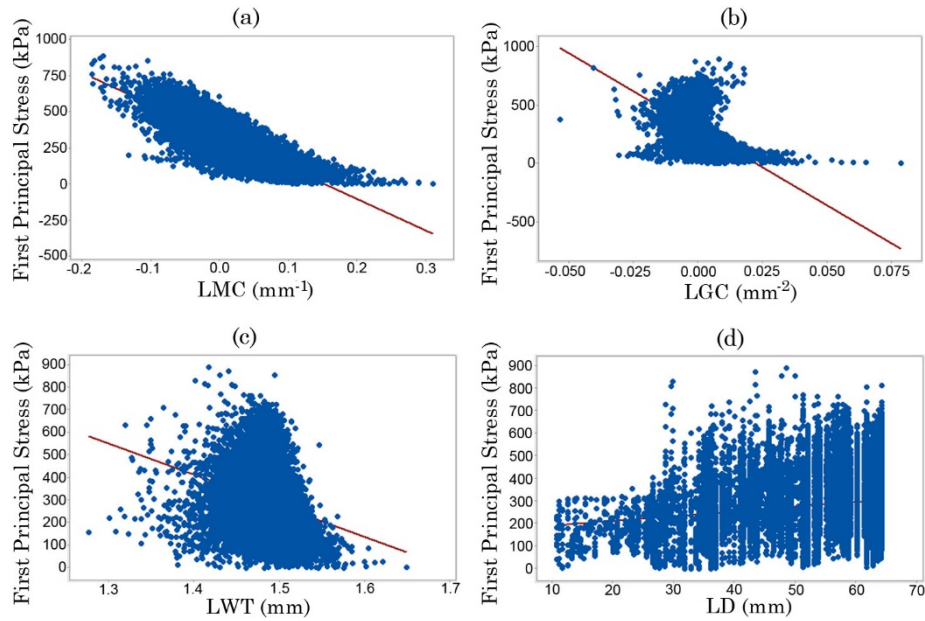 (a)
First Principal Stress (kPa)
1000
750
500
250
0
-250
-500
-0.2 -0.1 0.0 0.1 0.2 0.3
LMC (mm-1)
(b)
First Principal Stress (kPa)
1000
500
0
-500
-0.050 -0.025 0.000 0.025 0.050 0.075
LGC (mm-2)
(c)
First Principal Stress (kPa)
900
800
700
600
500
400
300
200
100
0
1.3 1.4 1.5 1.6 1.7
LWT (mm)
(d)
First Principal Stress (kPa)
900
800
700
600
500
400
300
200
100
0
10 20 30 40 50 60 70
LD (mm)